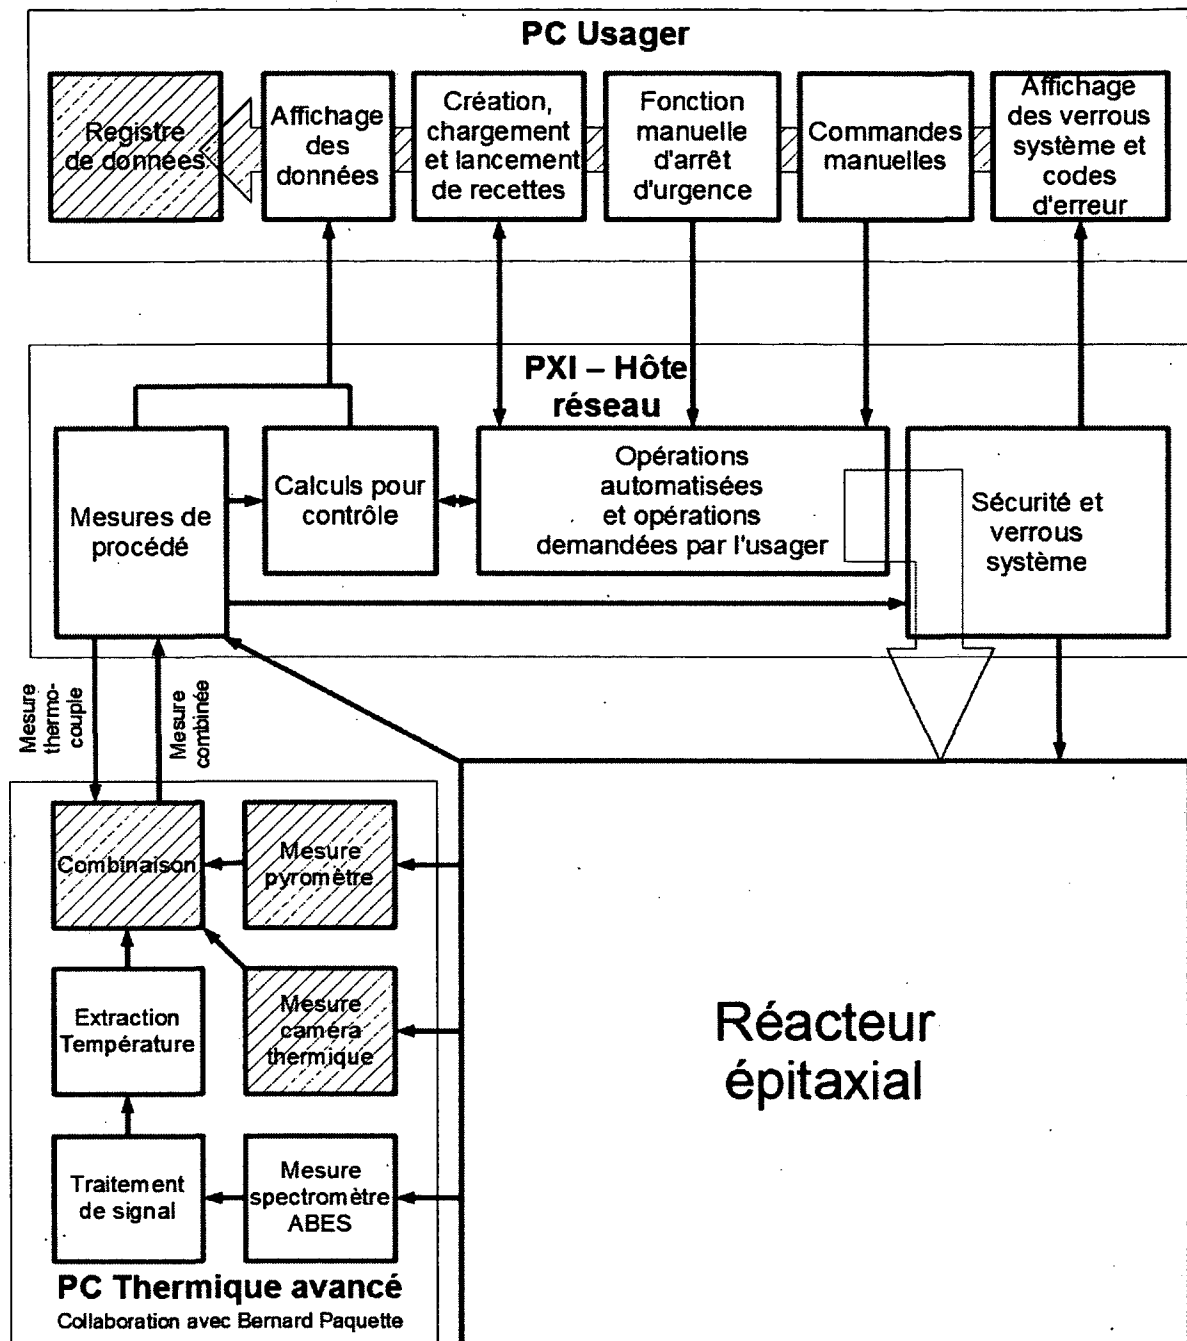 PC Usager
Registre
de données
Affichage
des
données
Création,
chargement
et lancement
de recettes
Fonction
manuelle
d'arrêt
d'urgence
Commandes
manuelles
Affichage
des verrous
système et
codes
d'erreur
PXI – Hôte
réseau
Mesures de
procédé
Calculs pour
contrôle
Opérations
automatisées
et opérations
demandées par l'usager
Sécurité et
verrous
système
Mesure
thermo-
couple
Mesure
combinée
Combinaison
Mesure
pyromètre
Extraction
Température
Mesure
caméra
thermique
Réacteur
épitaxial
Traitement
de signal
Mesure
spectromètre
ABES
PC Thermique avancé
Collaboration avec Bernard Paquette